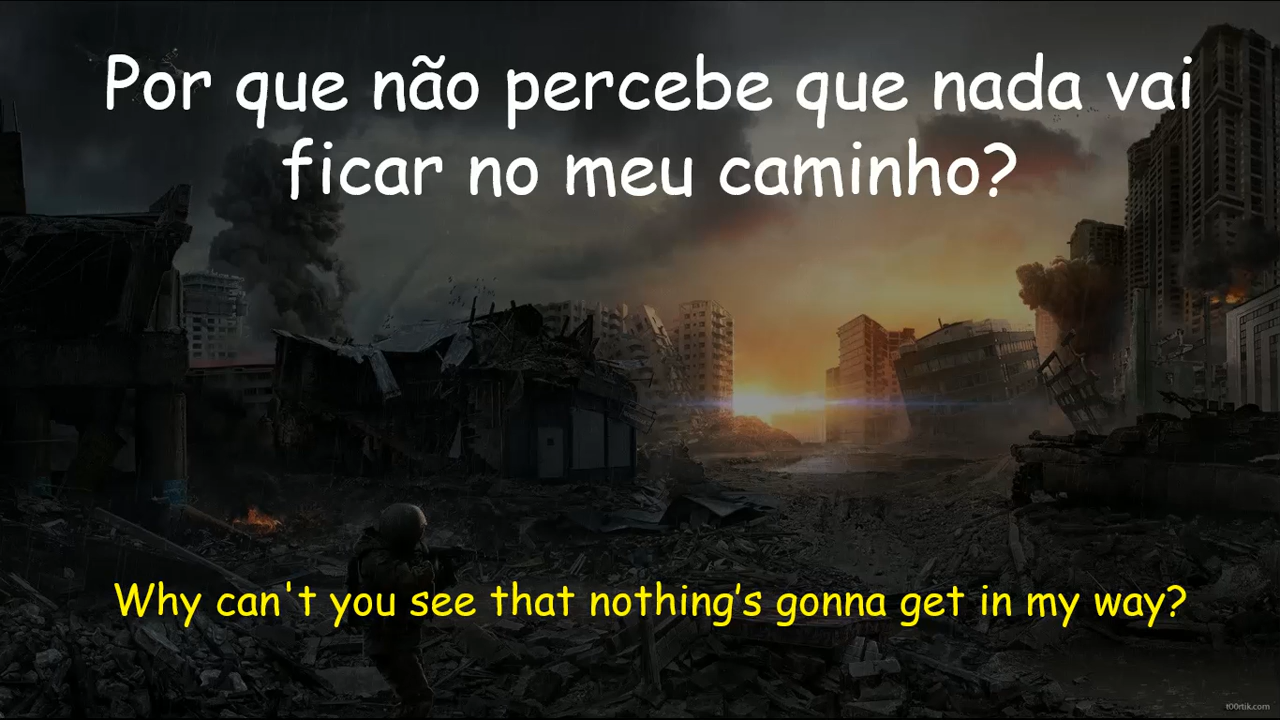 Por que não percebe que nada vai
ficar no meu caminho?
Why can't you see that nothing’s gonna get in my way?
t00rtik.com